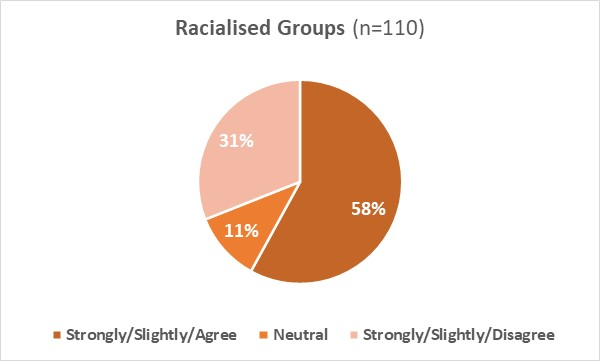 Racialised Groups (n=110)
31%
58%
11%
Strongly/Slightly/Agree Neutral Strongly/Slightly/Disagree